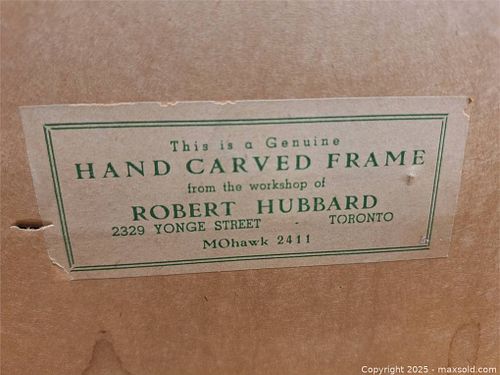 This is a Genuine
HAND CARVED FRAME
from the workshop of
ROBERT HUBBARD
2329 YONGE STREET - TORONTO
MOhawk 2411
Copyright 2025 - maxsold.com